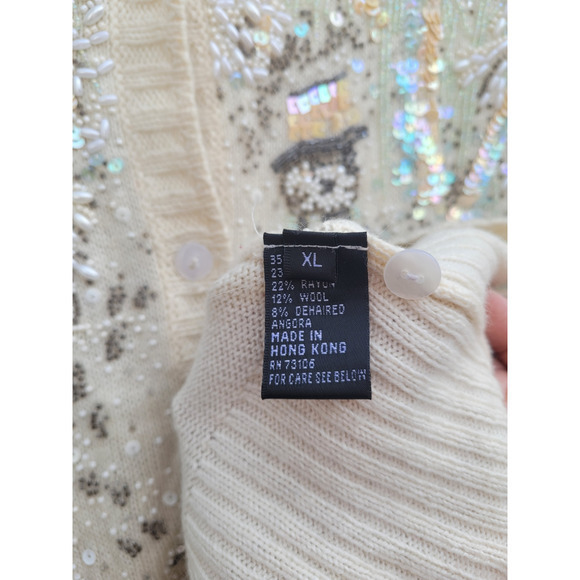 XL
35
23
22% RAYON
12% WOOL
8% DEHAIRED
ANGORA
MADE IN
HONG KONG
RN 73106
FOR CARE SEE BELOW